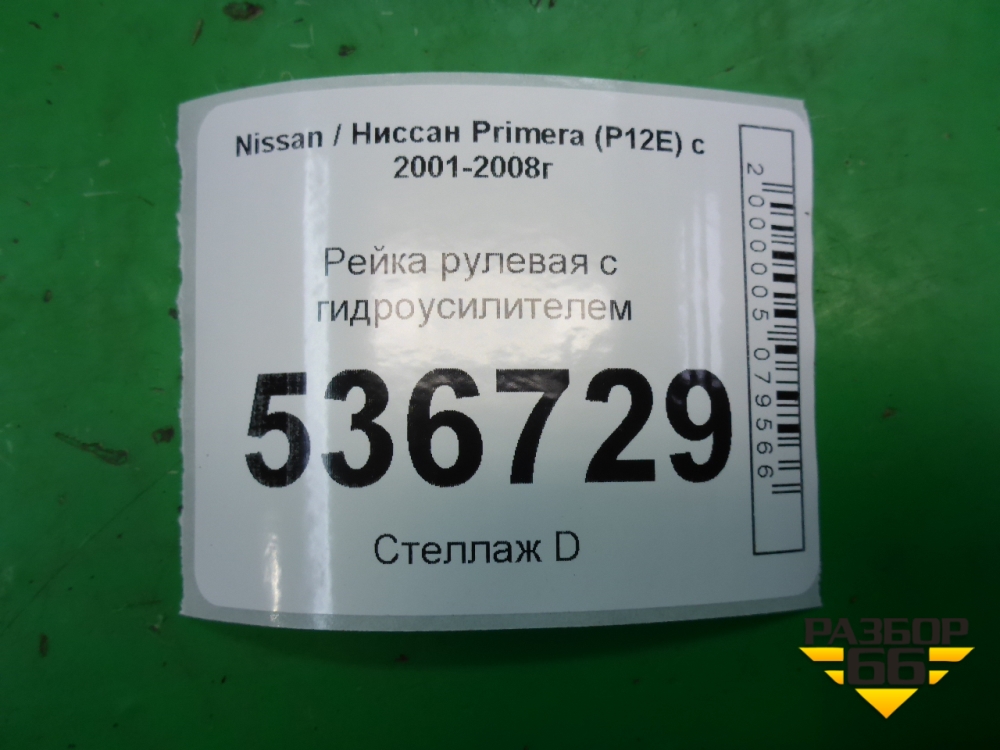 Nissan / Ниссан Primera (P12E) с
2001-2008г
Рейка рулевая с
гидроусилителем
536729
Стеллаж D
2000005079566
РАЗБОР
66